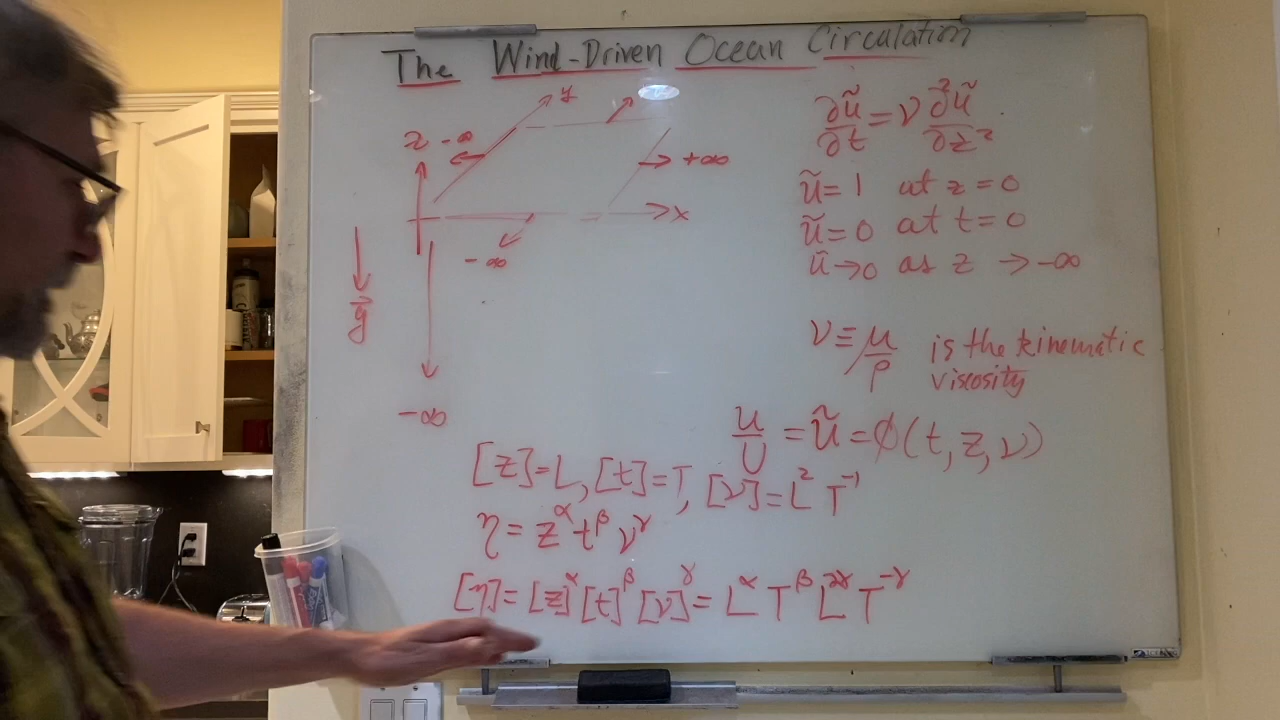 The Wind-Driven Ocean Circulation
y
z -∞
+∞
x
-∞
g⃗
-∞
∂ũ/∂t = ν ∂²ũ/∂z²
ũ=1 at z=0
ũ=0 at t=0
ũ→0 as z → -∞
ν≡μ/ρ is the kinematic
viscosity
u/U = ũ = ϕ(t,z,ν)
[z]=L, [t]=T, [ν]=L² T⁻¹
η = z^α t^β ν^γ
[η]=[z]^α [t]^β [ν]^γ = L^α T^β L^2γ T^-γ